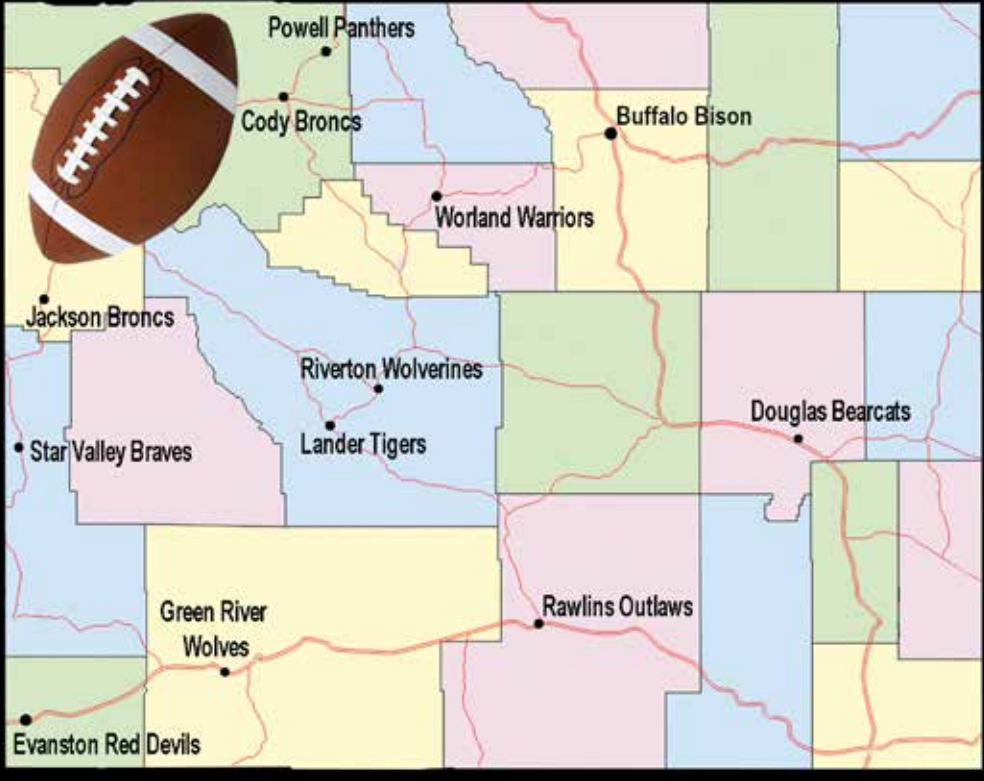 Powell Panthers
Cody Broncs
Buffalo Bison
Worland Warriors
Jackson Broncs
Riverton Wolverines
Lander Tigers
Douglas Bearcats
Star Valley Braves
Green River
Wolves
Rawlins Outlaws
Evanston Red Devils